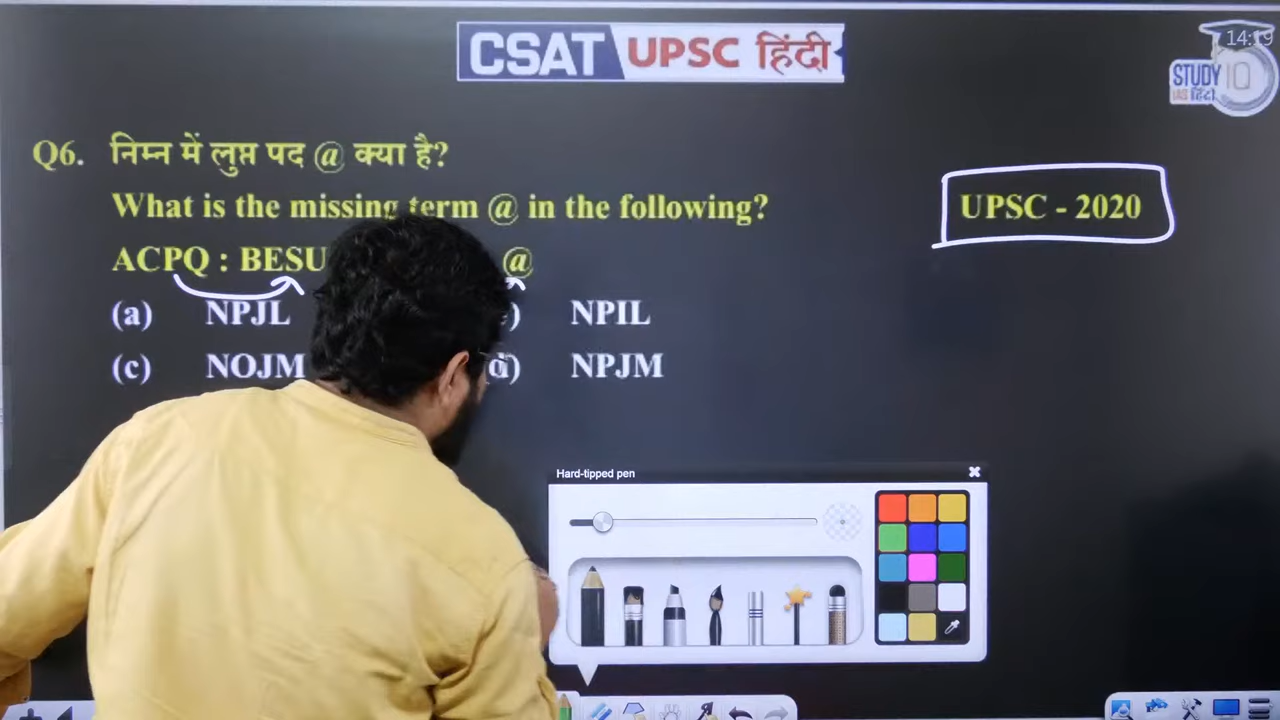 CSAT UPSC हिंदी
14:19
STUDY IQ
IAS हिंदी
Q6. निम्न में लुप्त पद @ क्या है?
What is the missing term @ in the following?
UPSC - 2020
ACPQ : BESU @
(a) NPJL NPIL
(c) NOJM (d) NPJM
Hard-tipped pen